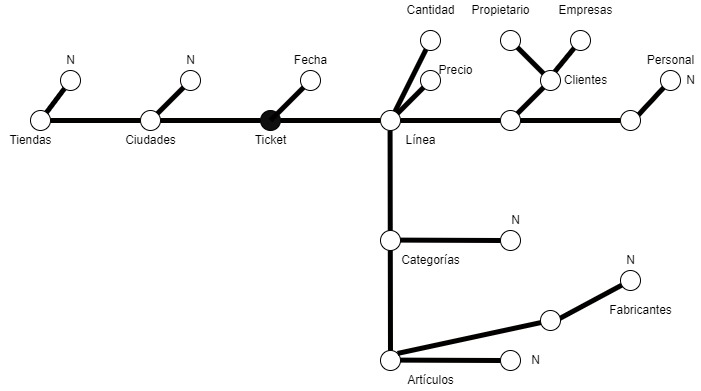 Cantidad
Propietario
Empresas
N
N
Fecha
Precio
Clientes
Personal
N
Tiendas
Ciudades
Ticket
Línea
N
Categorías
N
Fabricantes
N
Artículos